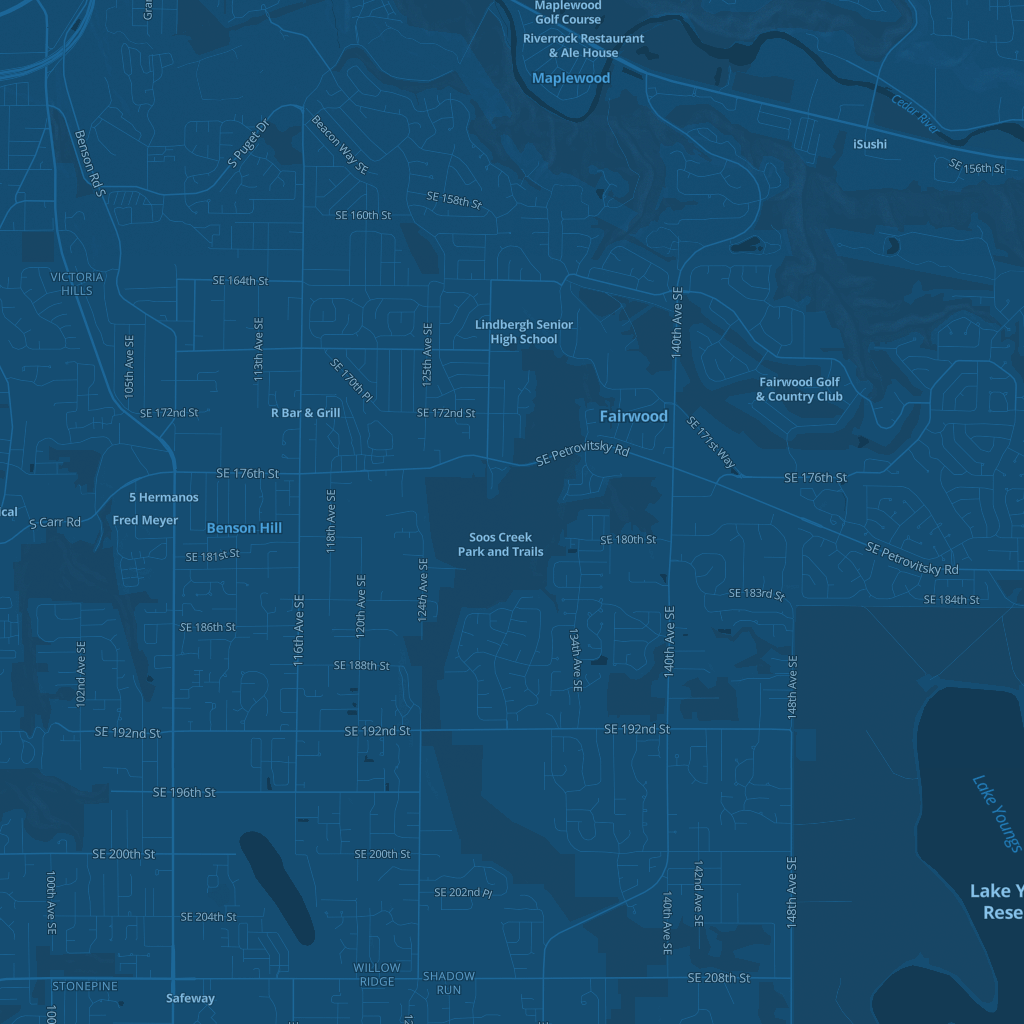 Maplewood
Golf Course
Riverrock Restaurant
& Ale House
Maplewood
Cedar River
iSushi
SE 156th St
Benson Rd S
S Puget Dr
Beacon Way SE
SE 158th St
SE 160th St
VICTORIA
HILLS
SE 164th St
105th Ave SE
113th Ave SE
SE 170th Pl
125th Ave SE
Lindbergh Senior
High School
140th Ave SE
Fairwood Golf
& Country Club
SE 172nd St
R Bar & Grill
SE 172nd St
Fairwood
SE 171st Way
SE Petrovitsky Rd
SE 176th St
SE 176th St
5 Hermanos
Fred Meyer
S Carr Rd
Benson Hill
118th Ave SE
Soos Creek
Park and Trails
SE 180th St
SE 181st St
SE Petrovitsky Rd
124th Ave SE
120th Ave SE
116th Ave SE
SE 183rd St
SE 184th St
SE 186th St
102nd Ave SE
SE 188th St
134th Ave SE
140th Ave SE
148th Ave SE
SE 192nd St
SE 192nd St
SE 192nd St
SE 196th St
Lake Youngs
SE 200th St
SE 200th St
100th Ave SE
SE 202nd Pl
142nd Ave SE
140th Ave SE
148th Ave SE
Lake Y
Rese
SE 204th St
WILLOW
RIDGE
SHADOW
RUN
SE 208th St
STONEPINE
Safeway